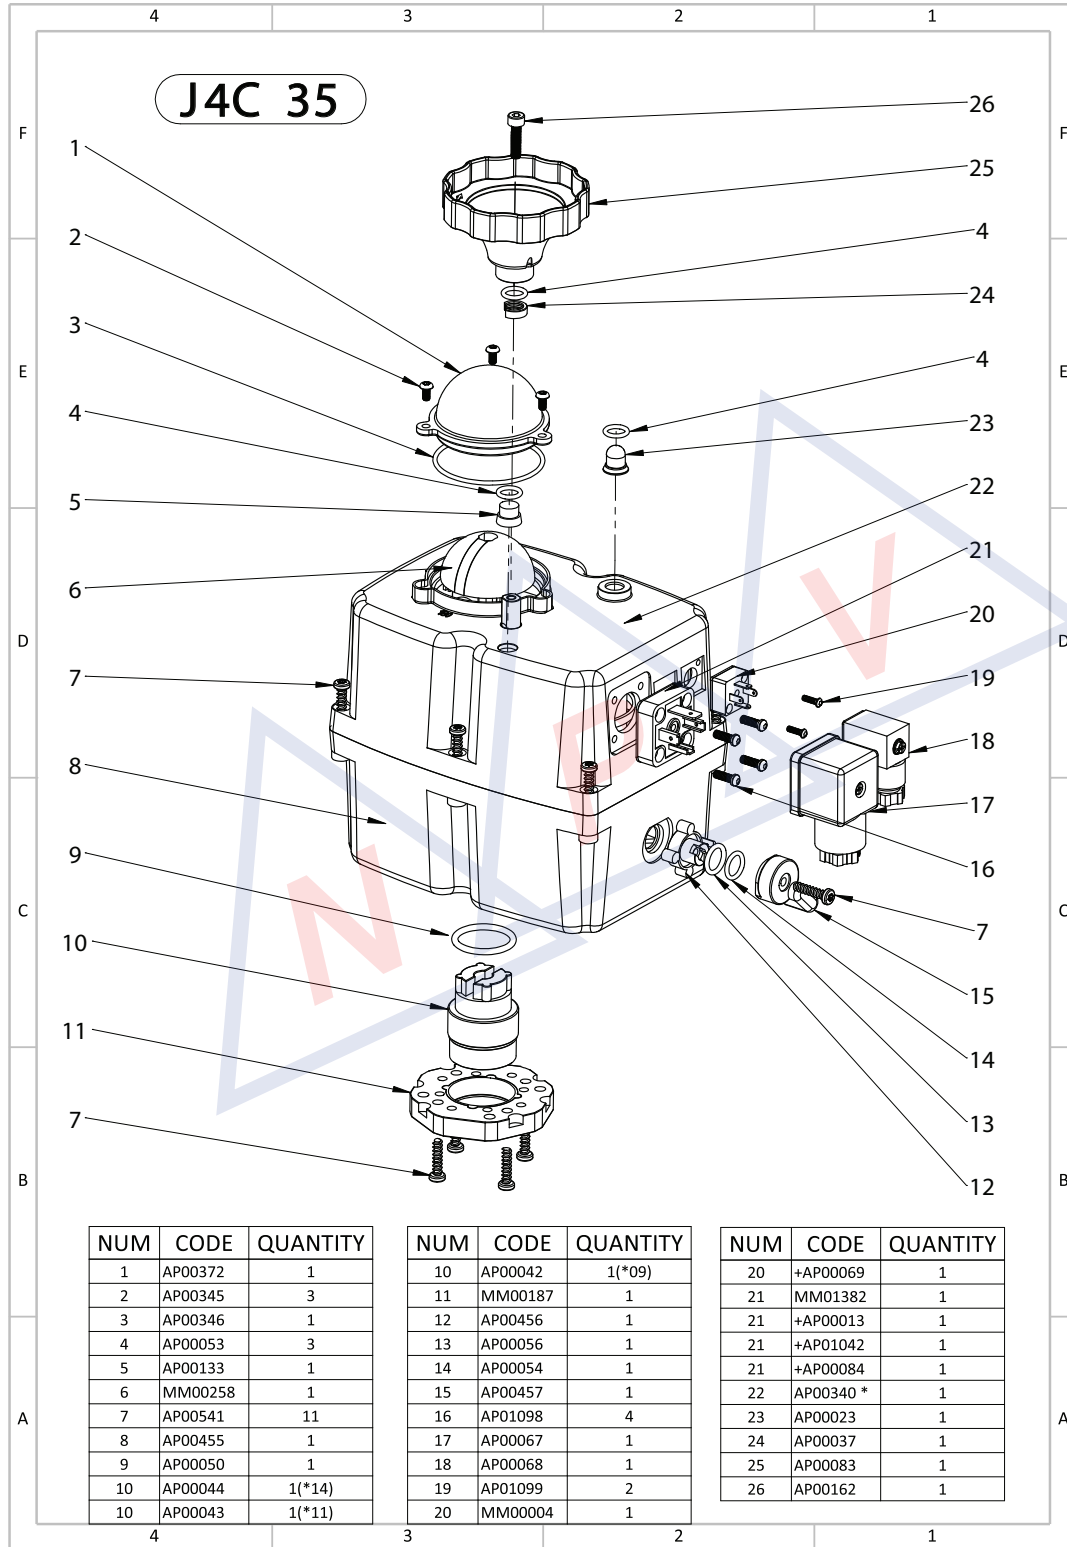 4 3 2 1
J4C 35
F F
E E
D D
C C
B B
A A
1
2
3
4
5
6
7
8
9
10
11
7
26
25
4
24
4
23
22
21
20
19
18
17
16
7
15
14
13
12
N P V
NUM CODE QUANTITY
1 AP00372 1
2 AP00345 3
3 AP00346 1
4 AP00053 3
5 AP00133 1
6 MM00258 1
7 AP00541 11
8 AP00455 1
9 AP00050 1
10 AP00044 1(*14)
10 AP00043 1(*11)
NUM CODE QUANTITY
10 AP00042 1(*09)
11 MM00187 1
12 AP00456 1
13 AP00056 1
14 AP00054 1
15 AP00457 1
16 AP01098 4
17 AP00067 1
18 AP00068 1
19 AP01099 2
20 MM00004 1
NUM CODE QUANTITY
20 +AP00069 1
21 MM01382 1
21 +AP00013 1
21 +AP01042 1
21 +AP00084 1
22 AP00340 * 1
23 AP00023 1
24 AP00037 1
25 AP00083 1
26 AP00162 1
4 3 2 1